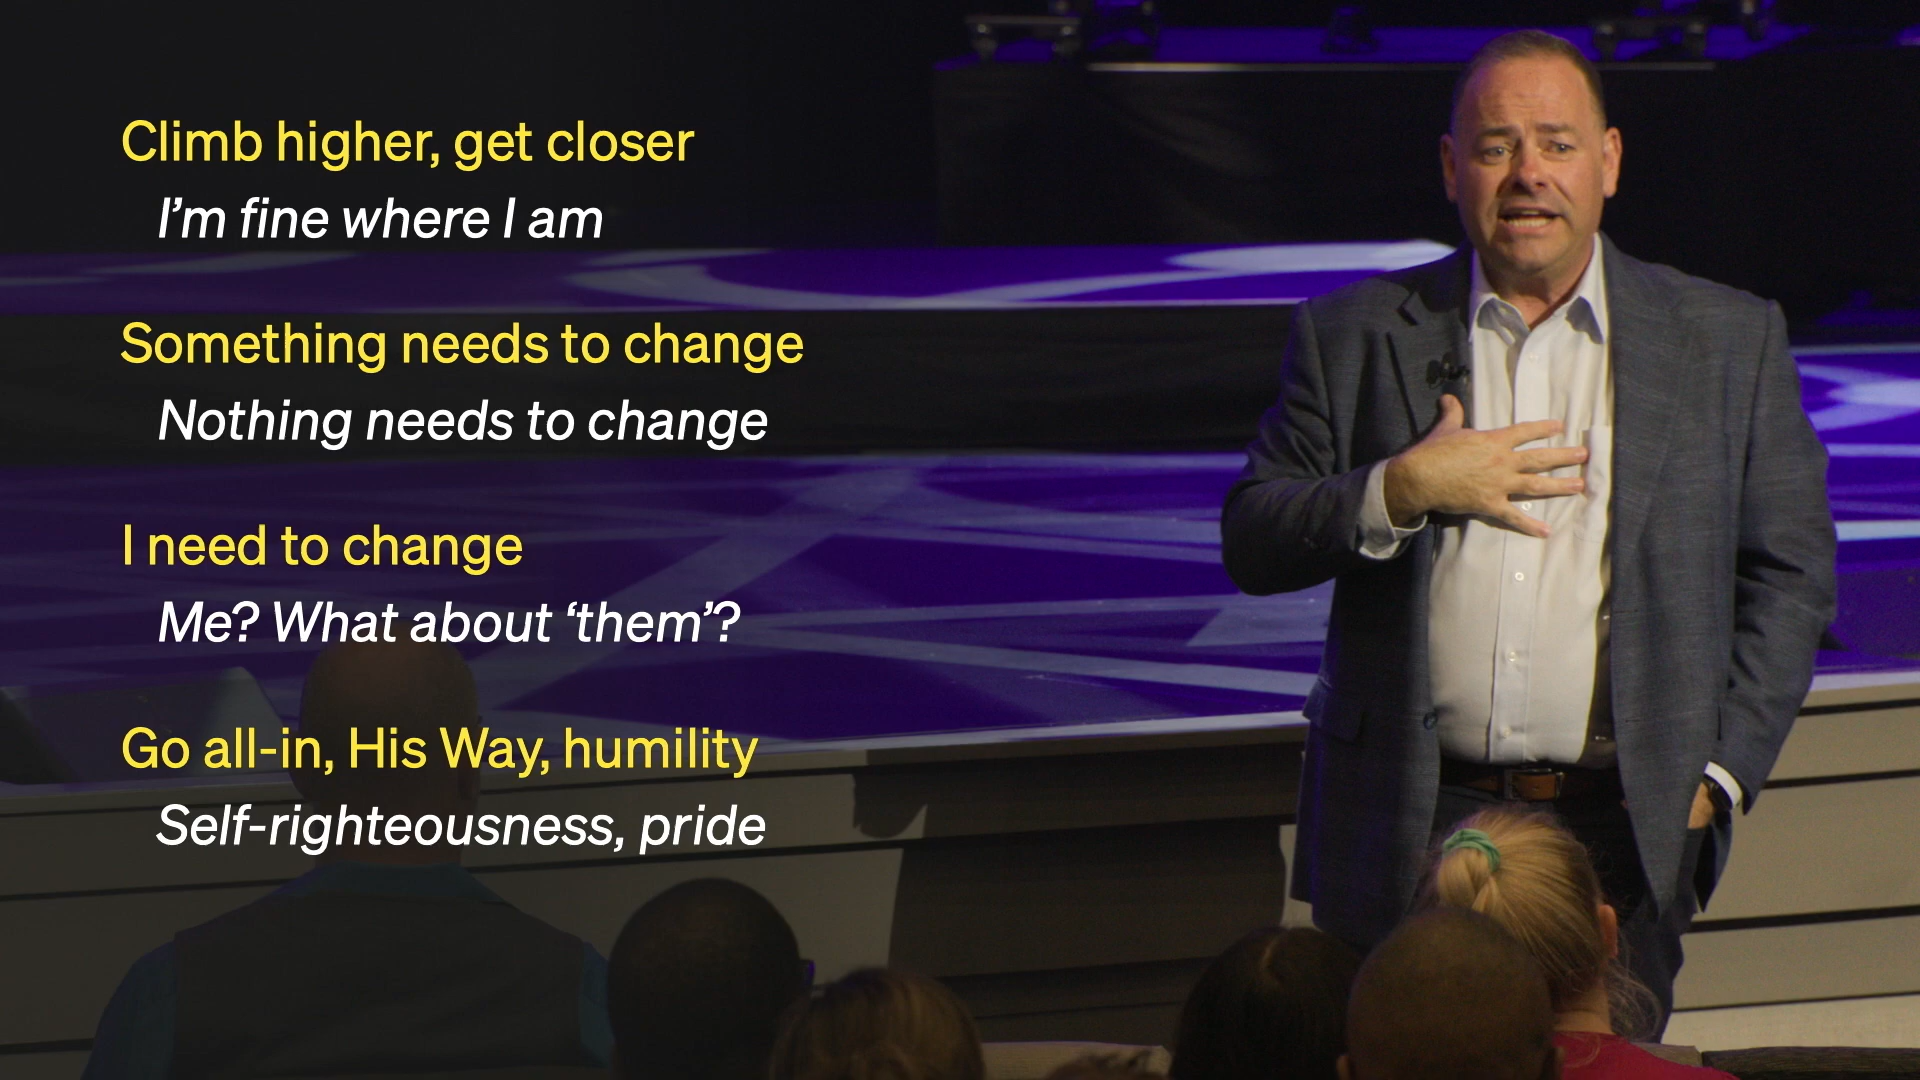 Climb higher, get closer
I’m fine where I am
Something needs to change
Nothing needs to change
I need to change
Me? What about ‘them’?
Go all-in, His Way, humility
Self-righteousness, pride